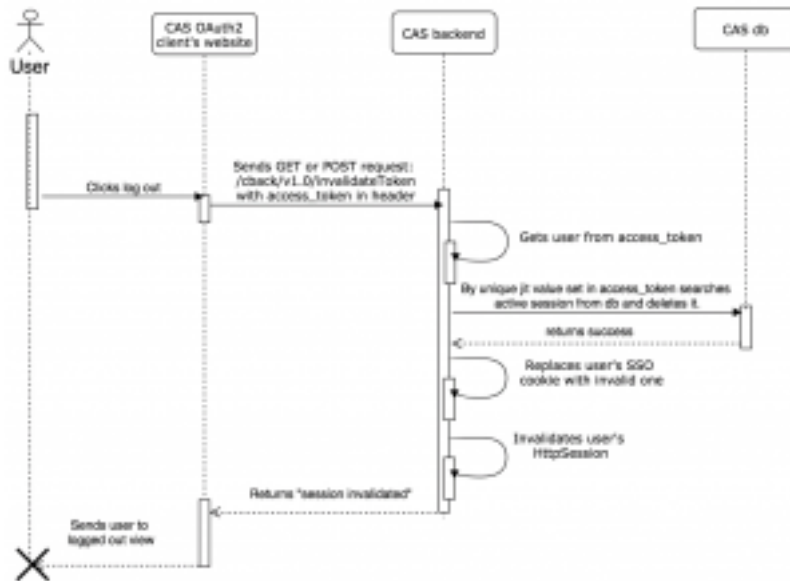 User
CAS OAuth2
client's website
CAS backend
CAS db
Clicks log out
Sends GET or POST request:
/cback/v1.0/invalidateToken
with access_token in header
Gets user from access_token
By unique jit value set in access_token searches
active session from db and deletes it.
returns success
Replaces user's SSO
cookie with invalid one
Invalidates user's
HttpSession
Returns "session invalidated"
Sends user to
logged out view